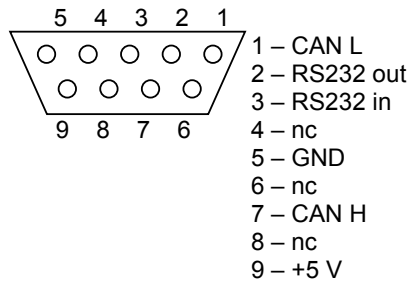 5 4 3 2 1
9 8 7 6
1 – CAN L
2 – RS232 out
3 – RS232 in
4 – nc
5 – GND
6 – nc
7 – CAN H
8 – nc
9 – +5 V